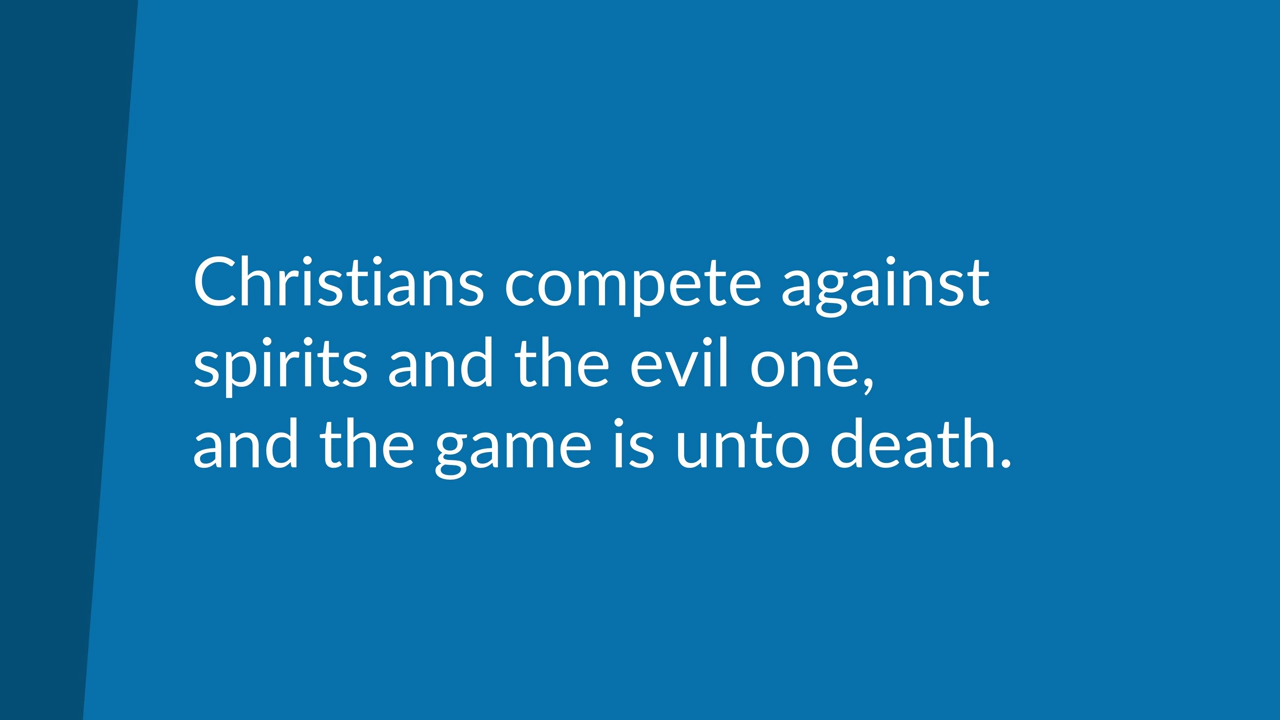 Christians compete against
spirits and the evil one,
and the game is unto death.